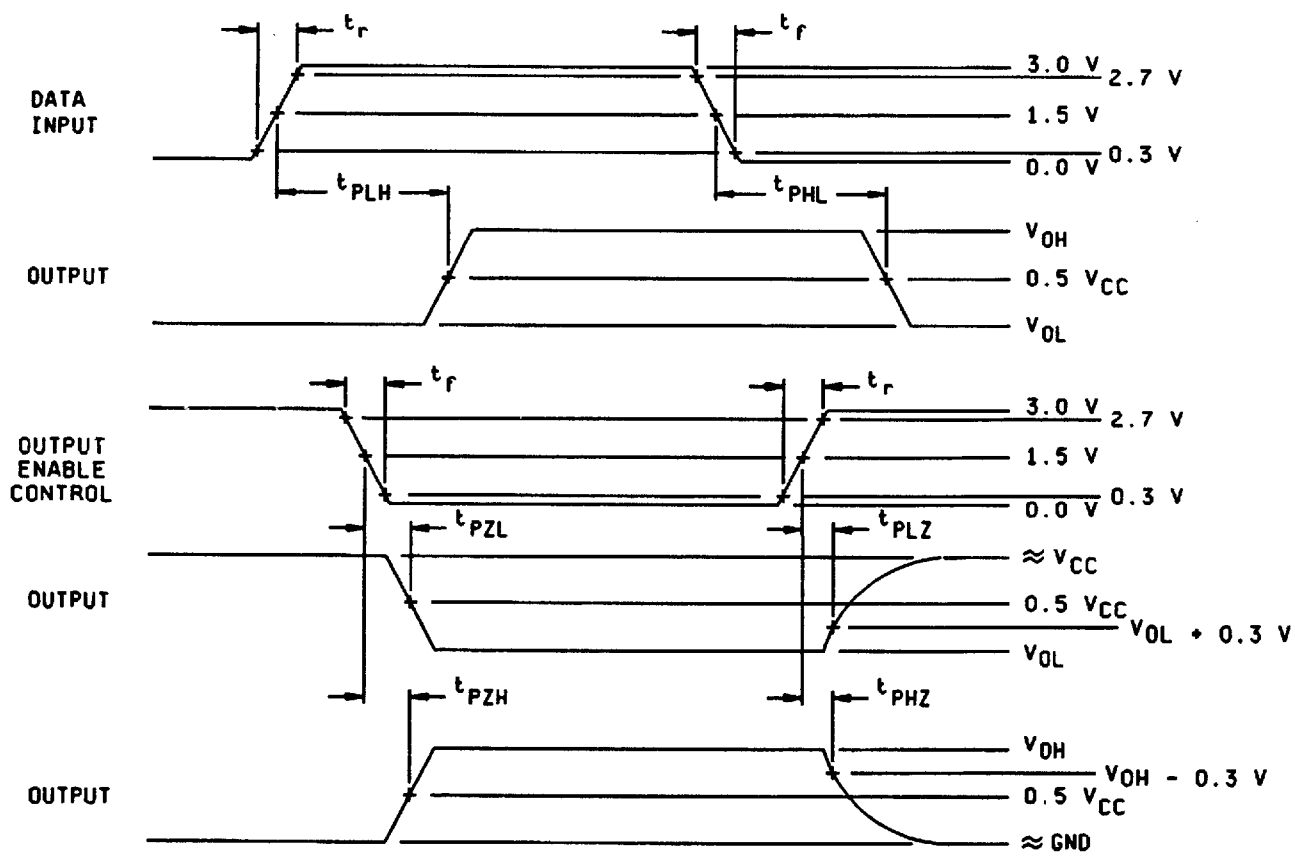 t_r
t_f
DATA
INPUT
3.0 V
2.7 V
1.5 V
0.3 V
0.0 V
t_PLH
t_PHL
V_OH
OUTPUT
0.5 V_CC
V_OL
t_f
t_r
OUTPUT
ENABLE
CONTROL
3.0 V
2.7 V
1.5 V
0.3 V
0.0 V
t_PZL
t_PLZ
≈ V_CC
OUTPUT
0.5 V_CC
V_OL + 0.3 V
V_OL
t_PZH
t_PHZ
V_OH
V_OH - 0.3 V
OUTPUT
0.5 V_CC
≈ GND